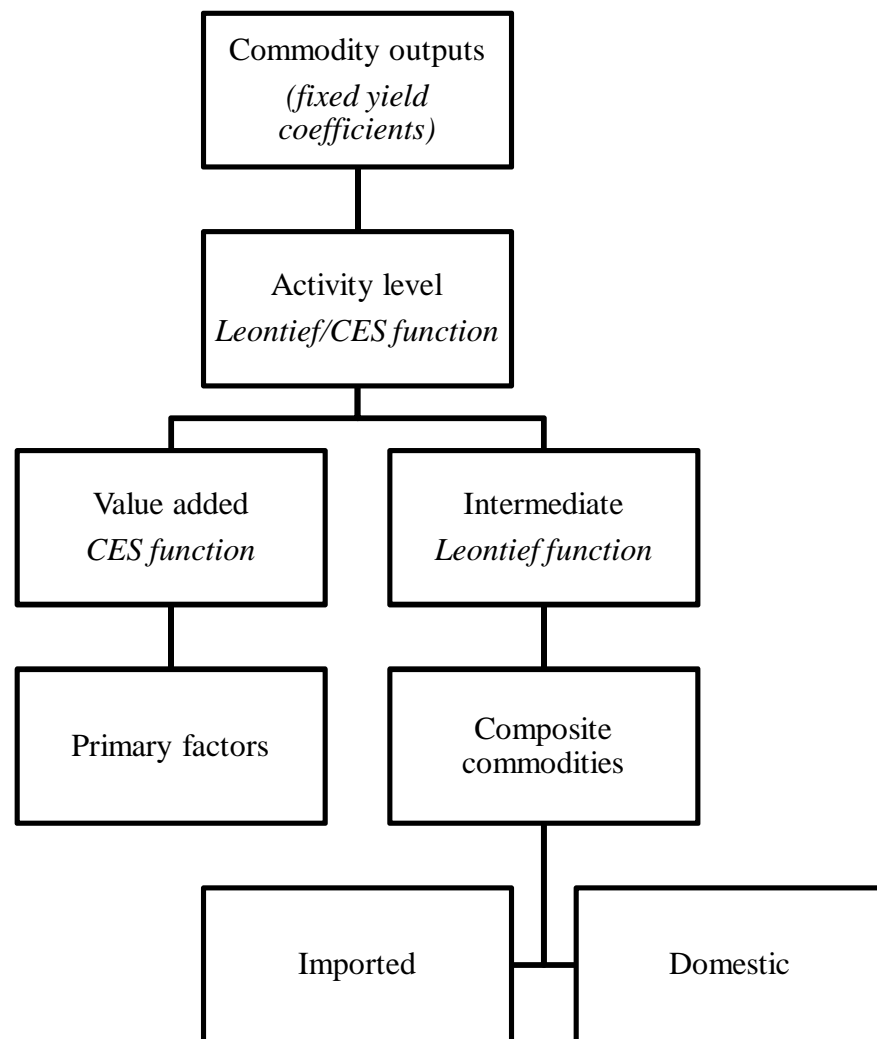 Commodity outputs
(fixed yield
coefficients)
Activity level
Leontief/CES function
Value added
CES function
Intermediate
Leontief function
Primary factors
Composite
commodities
Imported
Domestic